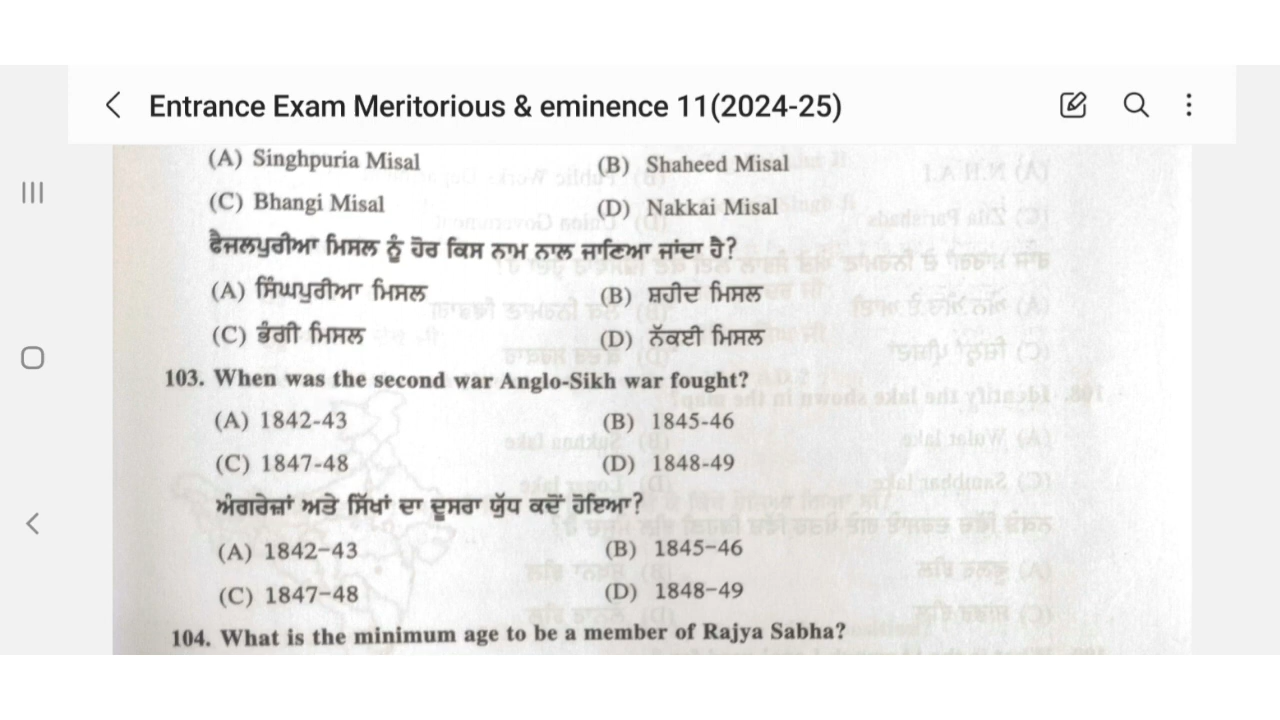 Entrance Exam Meritorious & eminence 11(2024-25)
(A) Singhpuria Misal (B) Shaheed Misal
(C) Bhangi Misal (D) Nakkai Misal
ਫੈਜਲਪੁਰੀਆ ਮਿਸਲ ਨੂੰ ਹੋਰ ਕਿਸ ਨਾਮ ਨਾਲ ਜਾਣਿਆ ਜਾਂਦਾ ਹੈ?
(A) ਸਿੰਘਪੁਰੀਆ ਮਿਸਲ (B) ਸ਼ਹੀਦ ਮਿਸਲ
(C) ਭੰਗੀ ਮਿਸਲ (D) ਨੱਕਈ ਮਿਸਲ
103. When was the second war Anglo-Sikh war fought?
(A) 1842-43 (B) 1845-46
(C) 1847-48 (D) 1848-49
ਅੰਗਰੇਜ਼ਾਂ ਅਤੇ ਸਿੱਖਾਂ ਦਾ ਦੂਸਰਾ ਯੁੱਧ ਕਦੋਂ ਹੋਇਆ?
(A) 1842-43 (B) 1845-46
(C) 1847-48 (D) 1848-49
104. What is the minimum age to be a member of Rajya Sabha?